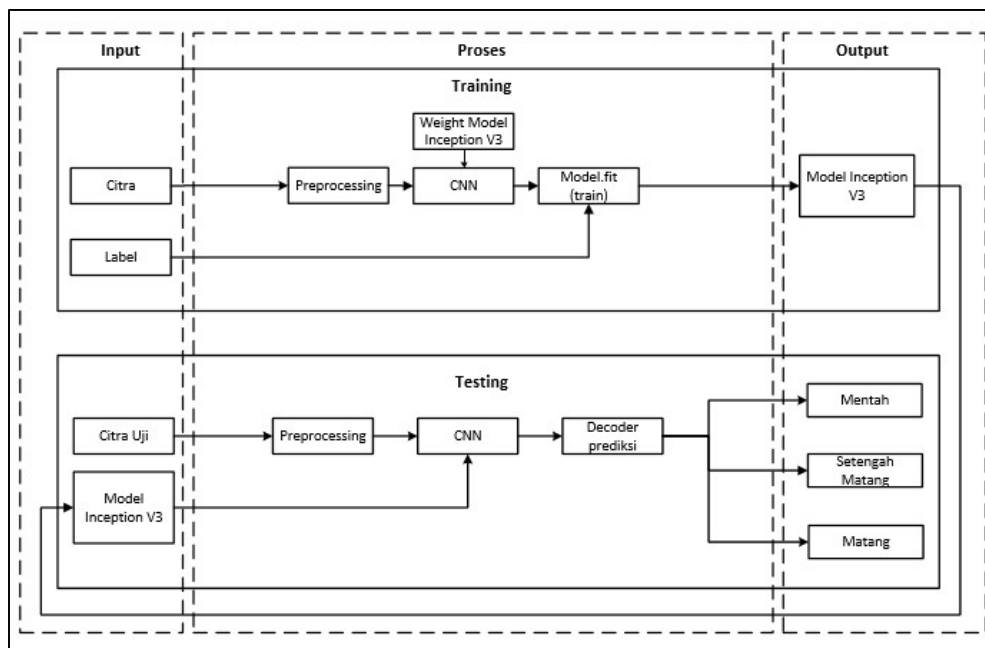 Input
Proses
Output
Training
Weight Model
Inception V3
Citra
Preprocessing
CNN
Model.fit
(train)
Model Inception
V3
Label
Testing
Mentah
Citra Uji
Preprocessing
CNN
Decoder
prediksi
Setengah
Matang
Model
Inception V3
Matang